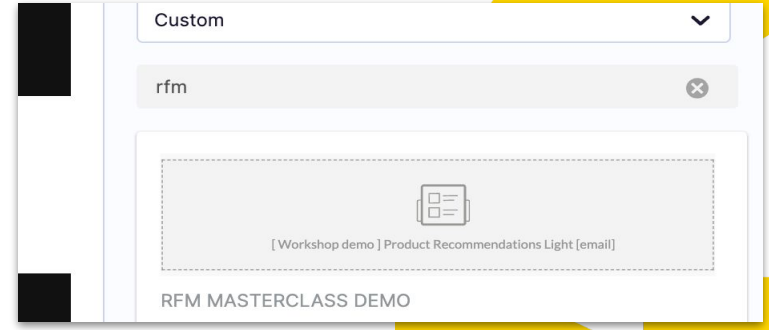 Custom
rfm
[ Workshop demo ] Product Recommendations Light [email]
RFM MASTERCLASS DEMO